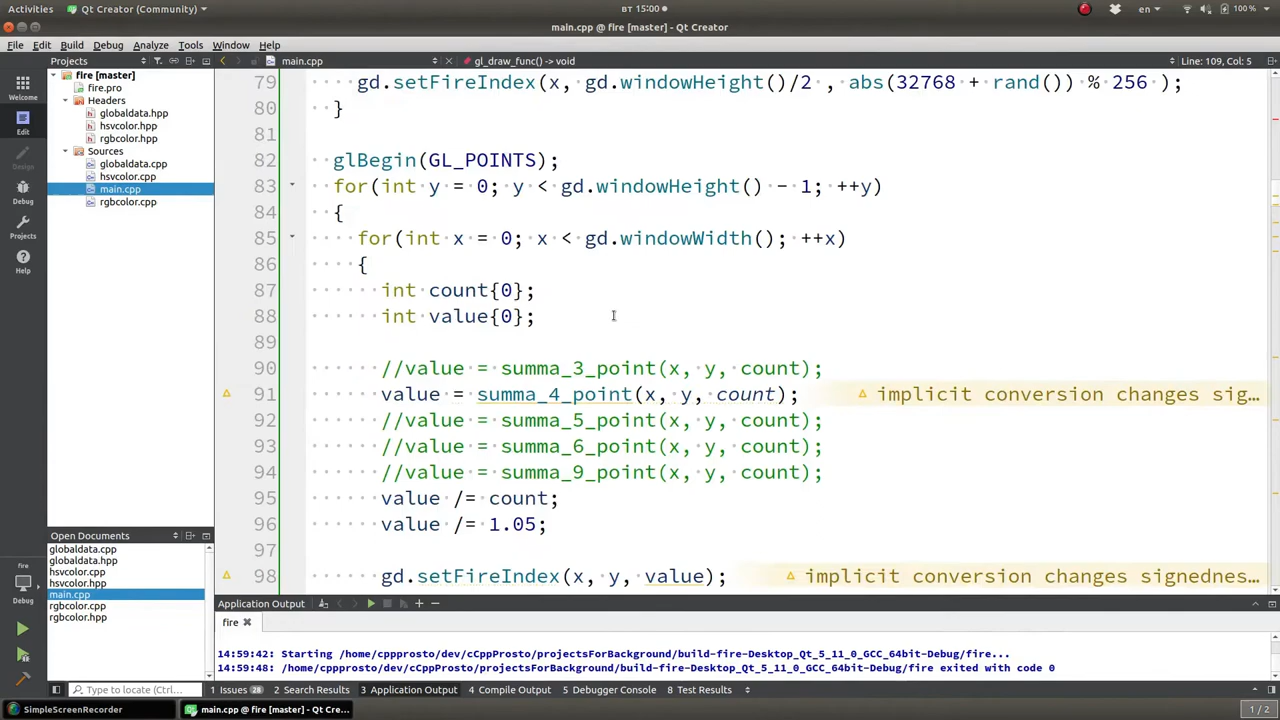 Activities Qt Creator (Community) ▾ ВТ 15:00 en 100 %
main.cpp @ fire [master] - Qt Creator
File Edit Build Debug Analyze Tools Window Help
Projects main.cpp gl_draw_func() -> void Line: 109, Col: 5
Welcome
Edit
Design
Debug
Projects
Help
fire
Debug
fire [master]
fire.pro
Headers
globaldata.hpp
hsvcolor.hpp
rgbcolor.hpp
Sources
globaldata.cpp
hsvcolor.cpp
main.cpp
rgbcolor.cpp
Open Documents
globaldata.cpp
globaldata.hpp
hsvcolor.cpp
hsvcolor.hpp
main.cpp
rgbcolor.cpp
rgbcolor.hpp
79 gd.setFireIndex(x, gd.windowHeight()/2 , abs(32768 + rand()) % 256 );
80 }
81
82 glBegin(GL_POINTS);
83 for(int y = 0; y < gd.windowHeight() - 1; ++y)
84 {
85 for(int x = 0; x < gd.windowWidth(); ++x)
86 {
87 int count{0};
88 int value{0};
89
90 //value = summa_3_point(x, y, count);
91 value = summa_4_point(x, y, count); implicit conversion changes sig…
92 //value = summa_5_point(x, y, count);
93 //value = summa_6_point(x, y, count);
94 //value = summa_9_point(x, y, count);
95 value /= count;
96 value /= 1.05;
97
98 gd.setFireIndex(x, y, value); implicit conversion changes signednes…
Application Output
fire
14:59:42: Starting /home/cppprosto/dev/cCppProsto/projectsForBackground/build-fire-Desktop_Qt_5_11_0_GCC_64bit-Debug/fire...
14:59:48: /home/cppprosto/dev/cCppProsto/projectsForBackground/build-fire-Desktop_Qt_5_11_0_GCC_64bit-Debug/fire exited with code 0
Type to locate (Ctrl... 1 Issues 28 2 Search Results 3 Application Output 4 Compile Output 5 Debugger Console 8 Test Results
SimpleScreenRecorder main.cpp @ fire [master] - Qt Cre... 1 / 2